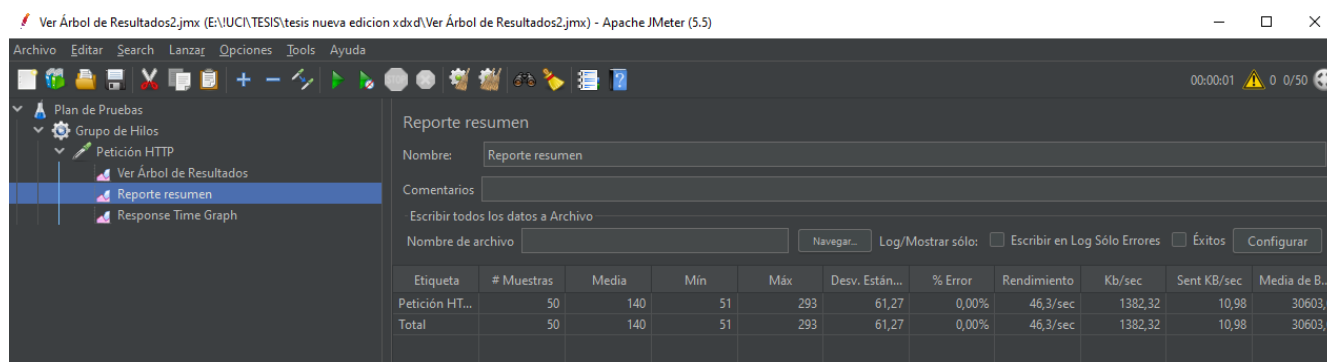 Ver Árbol de Resultados2.jmx (E:\!UCI\TESIS\tesis nueva edicion xdxd\Ver Árbol de Resultados2.jmx) - Apache JMeter (5.5)
Archivo Editar Search Lanzar Opciones Tools Ayuda
00:00:01 0 0/50
Plan de Pruebas
Grupo de Hilos
Petición HTTP
Ver Árbol de Resultados
Reporte resumen
Response Time Graph
Reporte resumen
Nombre: Reporte resumen
Comentarios
Escribir todos los datos a Archivo
Nombre de archivo Navegar... Log/Mostrar sólo: Escribir en Log Sólo Errores Éxitos Configurar
Etiqueta # Muestras Media Mín Máx Desv. Están... % Error Rendimiento Kb/sec Sent KB/sec Media de B...
Petición HT... 50 140 51 293 61,27 0,00% 46,3/sec 1382,32 10,98 30603,
Total 50 140 51 293 61,27 0,00% 46,3/sec 1382,32 10,98 30603,